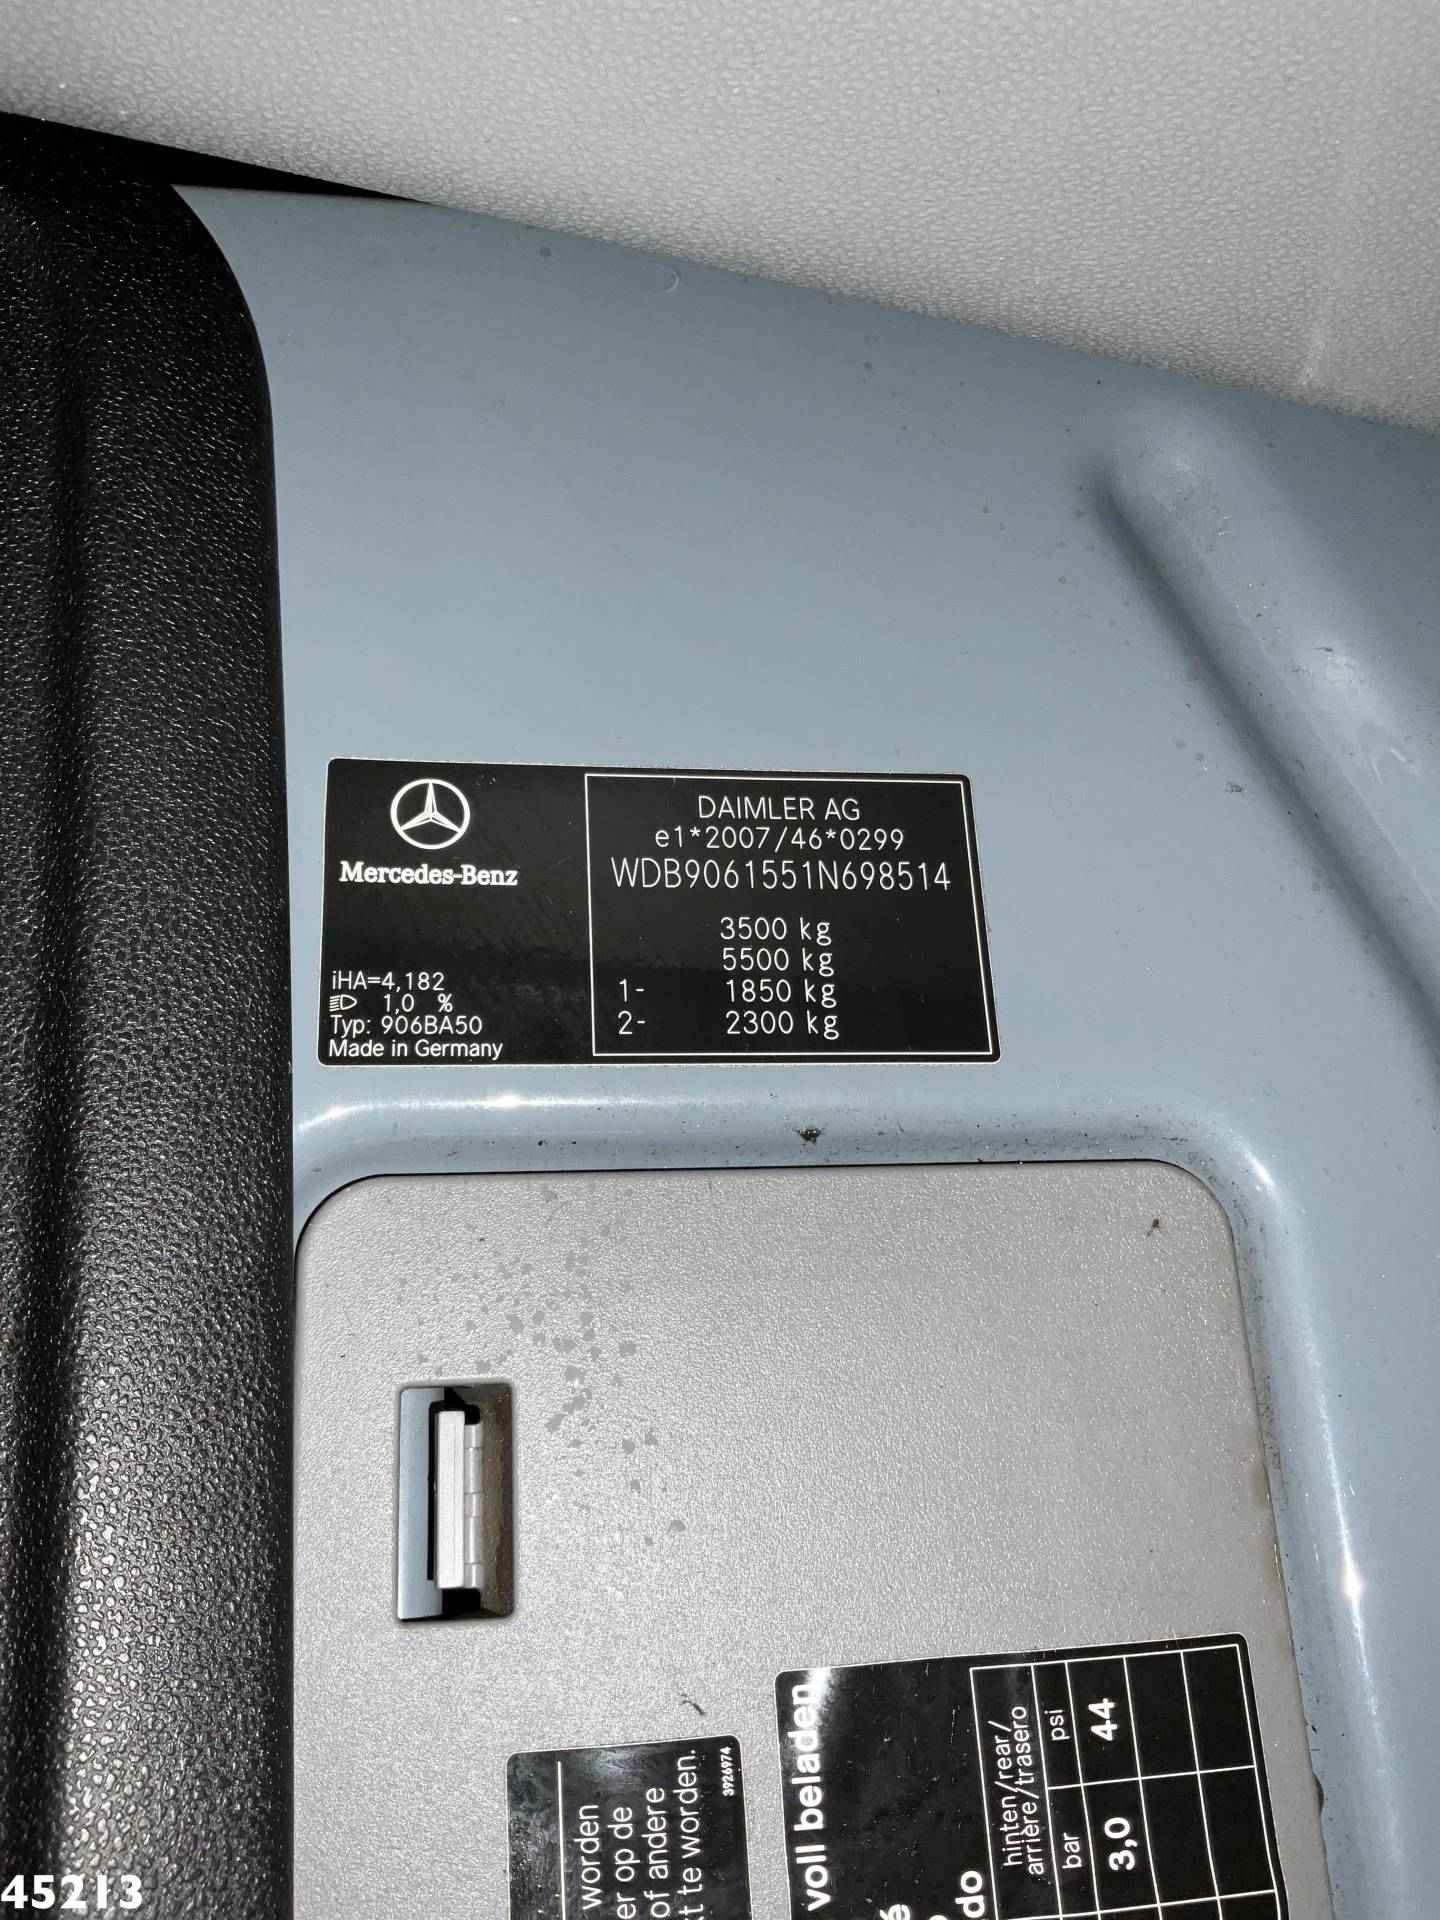 DAIMLER AG
e1*2007/46*0299
WDB9061551N698514
3500 kg
5500 kg
1- 1850 kg
2- 2300 kg
Mercedes-Benz
iHA=4,182
1,0 %
Typ: 906BA50
Made in Germany
worden
er op de
of andere
t te worden.
3926974
voll beladen
é
do
hinten/rear/
arrière/trasero
bar psi
3,0 44
45213